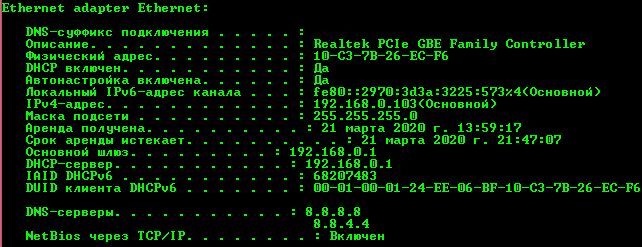 Ethernet adapter Ethernet:
DNS-суффикс подключения . . . . . :
Описание. . . . . . . . . . . . . : Realtek PCIe GBE Family Controller
Физический адрес. . . . . . . . . : 10-C3-7B-26-EC-F6
DHCP включен. . . . . . . . . . . : Да
Автонастройка включена. . . . . . : Да
Локальный IPv6-адрес канала . . . : fe80::2970:3d3a:3225:573%4(Основной)
IPv4-адрес. . . . . . . . . . . . : 192.168.0.103(Основной)
Маска подсети . . . . . . . . . . : 255.255.255.0
Аренда получена. . . . . . . . . . : 21 марта 2020 г. 13:59:17
Срок аренды истекает. . . . . . . . . . : 21 марта 2020 г. 21:47:07
Основной шлюз. . . . . . . . . : 192.168.0.1
DHCP-сервер. . . . . . . . . . . : 192.168.0.1
IAID DHCPv6 . . . . . . . . . . . : 68207483
DUID клиента DHCPv6 . . . . . . . : 00-01-00-01-24-EE-06-BF-10-C3-7B-26-EC-F6
DNS-серверы. . . . . . . . . . . : 8.8.8.8
8.8.4.4
NetBios через TCP/IP. . . . . . . . : Включен